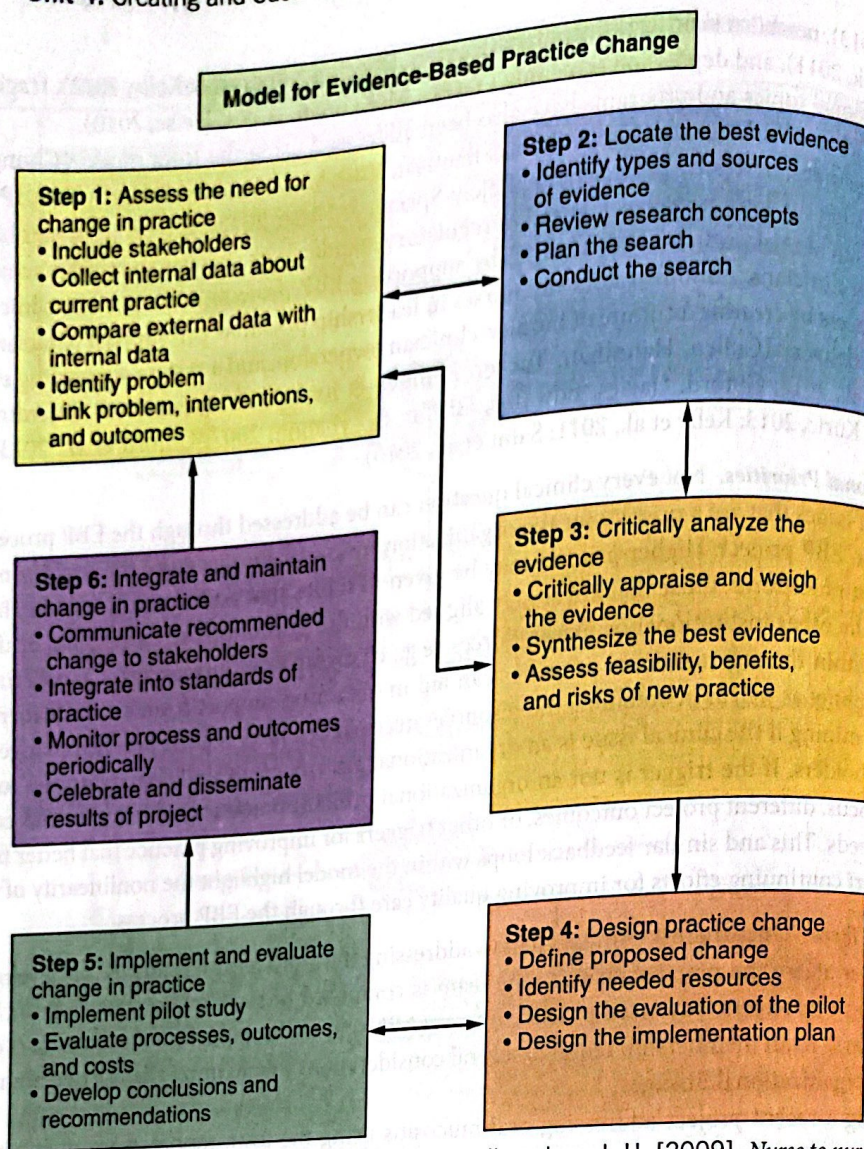 Model for Evidence-Based Practice Change
Step 1: Assess the need for
change in practice
• Include stakeholders
• Collect internal data about
current practice
• Compare external data with
internal data
• Identify problem
• Link problem, interventions,
and outcomes
Step 2: Locate the best evidence
• Identify types and sources
of evidence
• Review research concepts
• Plan the search
• Conduct the search
Step 3: Critically analyze the
evidence
• Critically appraise and weigh
the evidence
• Synthesize the best evidence
• Assess feasibility, benefits,
and risks of new practice
Step 4: Design practice change
• Define proposed change
• Identify needed resources
• Design the evaluation of the pilot
• Design the implementation plan
Step 5: Implement and evaluate
change in practice
• Implement pilot study
• Evaluate processes, outcomes,
and costs
• Develop conclusions and
recommendations
Step 6: Integrate and maintain
change in practice
• Communicate recommended
change to stakeholders
• Integrate into standards of
practice
• Monitor process and outcomes
periodically
• Celebrate and disseminate
results of project
[2009]. Nurse to